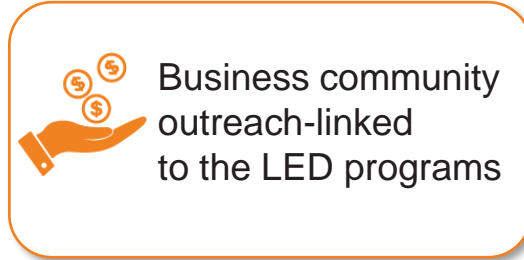 Business community
outreach-linked
to the LED programs